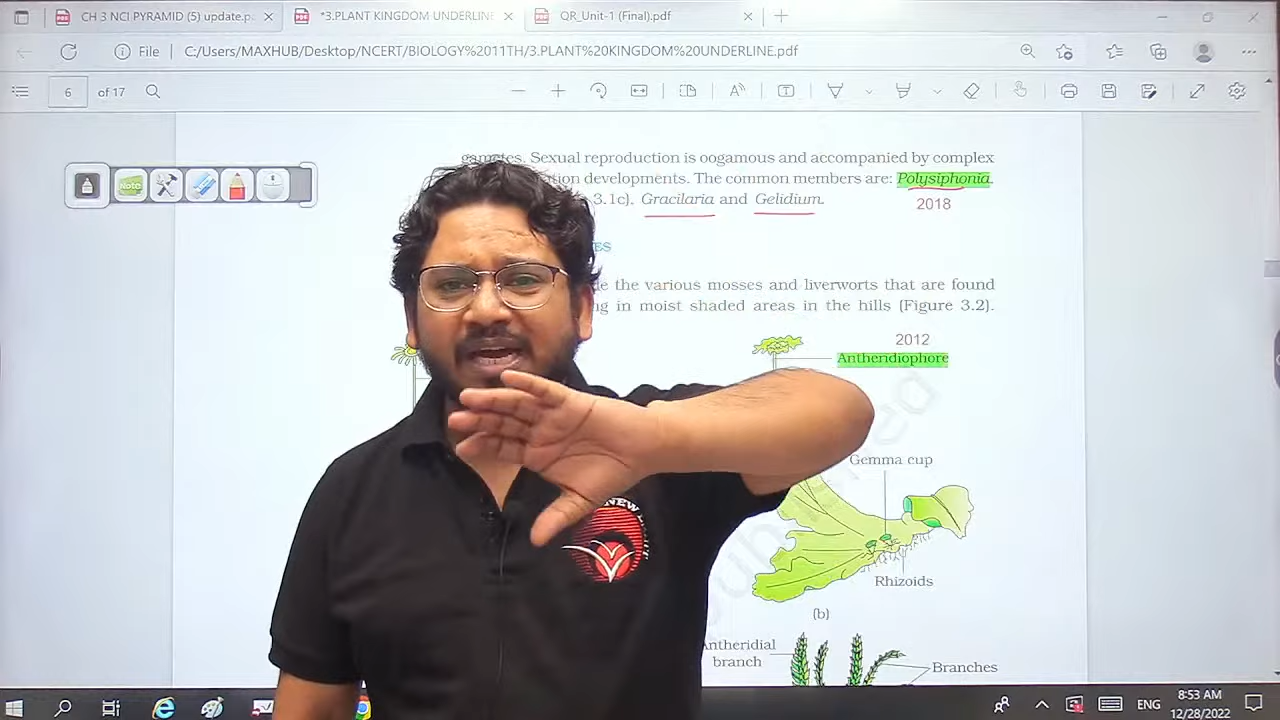 CH 3 NCI PYRAMID (5) update.p
*3.PLANT KINGDOM UNDERLINE
QR_Unit-1 (Final).pdf
File
C:/Users/MAXHUB/Desktop/NCERT/BIOLOGY%2011TH/3.PLANT%20KINGDOM%20UNDERLINE.pdf
6 of 17
gametes. Sexual reproduction is oogamous and accompanied by complex
developments. The common members are: Polysiphonia.
3.1c). Gracilaria and Gelidium.
2018
Note
the various mosses and liverworts that are found
in moist shaded areas in the hills (Figure 3.2).
2012
Antheridiophore
Gemma cup
NEW
Rhizoids
(b)
Antheridial
branch
Branches
ENG
8:53 AM
12/28/2022